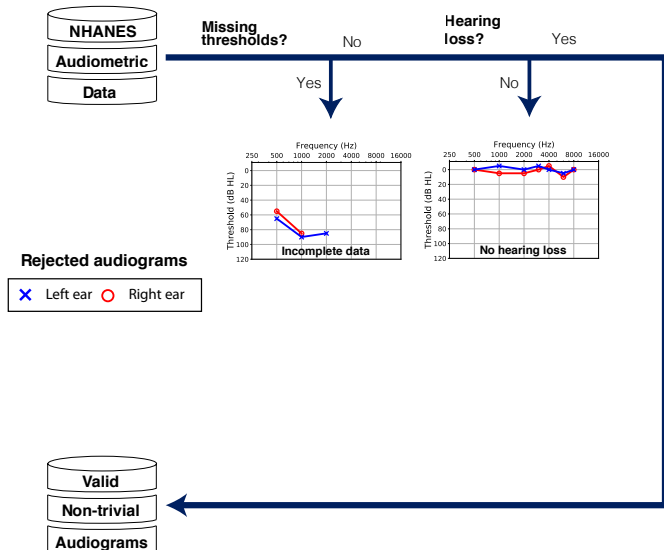 NHANES
Audiometric
Data
Missing
thresholds?
No
Yes
Hearing
loss?
Yes
No
Frequency (Hz)
250 500 1000 2000 4000 8000 16000
Threshold (dB HL)
0
20
40
60
80
100
120
Incomplete data
Frequency (Hz)
250 500 1000 2000 4000 8000 16000
Threshold (dB HL)
0
20
40
60
80
100
120
No hearing loss
Rejected audiograms
Left ear Right ear
Valid
Non-trivial
Audiograms